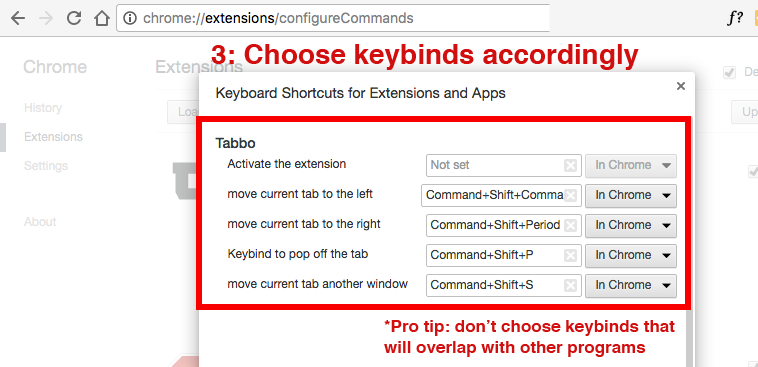 chrome://extensions/configureCommands
f?
3: Choose keybinds accordingly
Chrome
Extensions
De
Keyboard Shortcuts for Extensions and Apps
×
History
Loa
Up
Extensions
Settings
About
Tabbo
Activate the extension Not set In Chrome
move current tab to the left Command+Shift+Comma In Chrome
move current tab to the right Command+Shift+Period In Chrome
Keybind to pop off the tab Command+Shift+P In Chrome
move current tab another window Command+Shift+S In Chrome
*Pro tip: don't choose keybinds that
will overlap with other programs